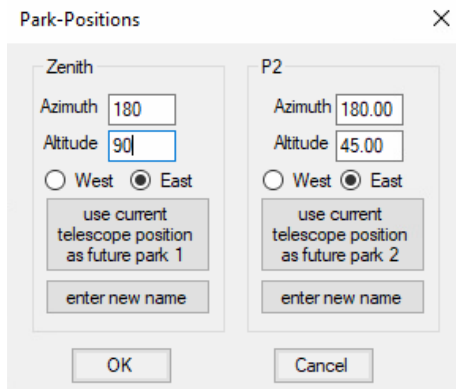 Park-Positions
Zenith
Azimuth 180
Altitude 90
West East
use current
telescope position
as future park 1
enter new name
P2
Azimuth 180.00
Altitude 45.00
West East
use current
telescope position
as future park 2
enter new name
OK
Cancel